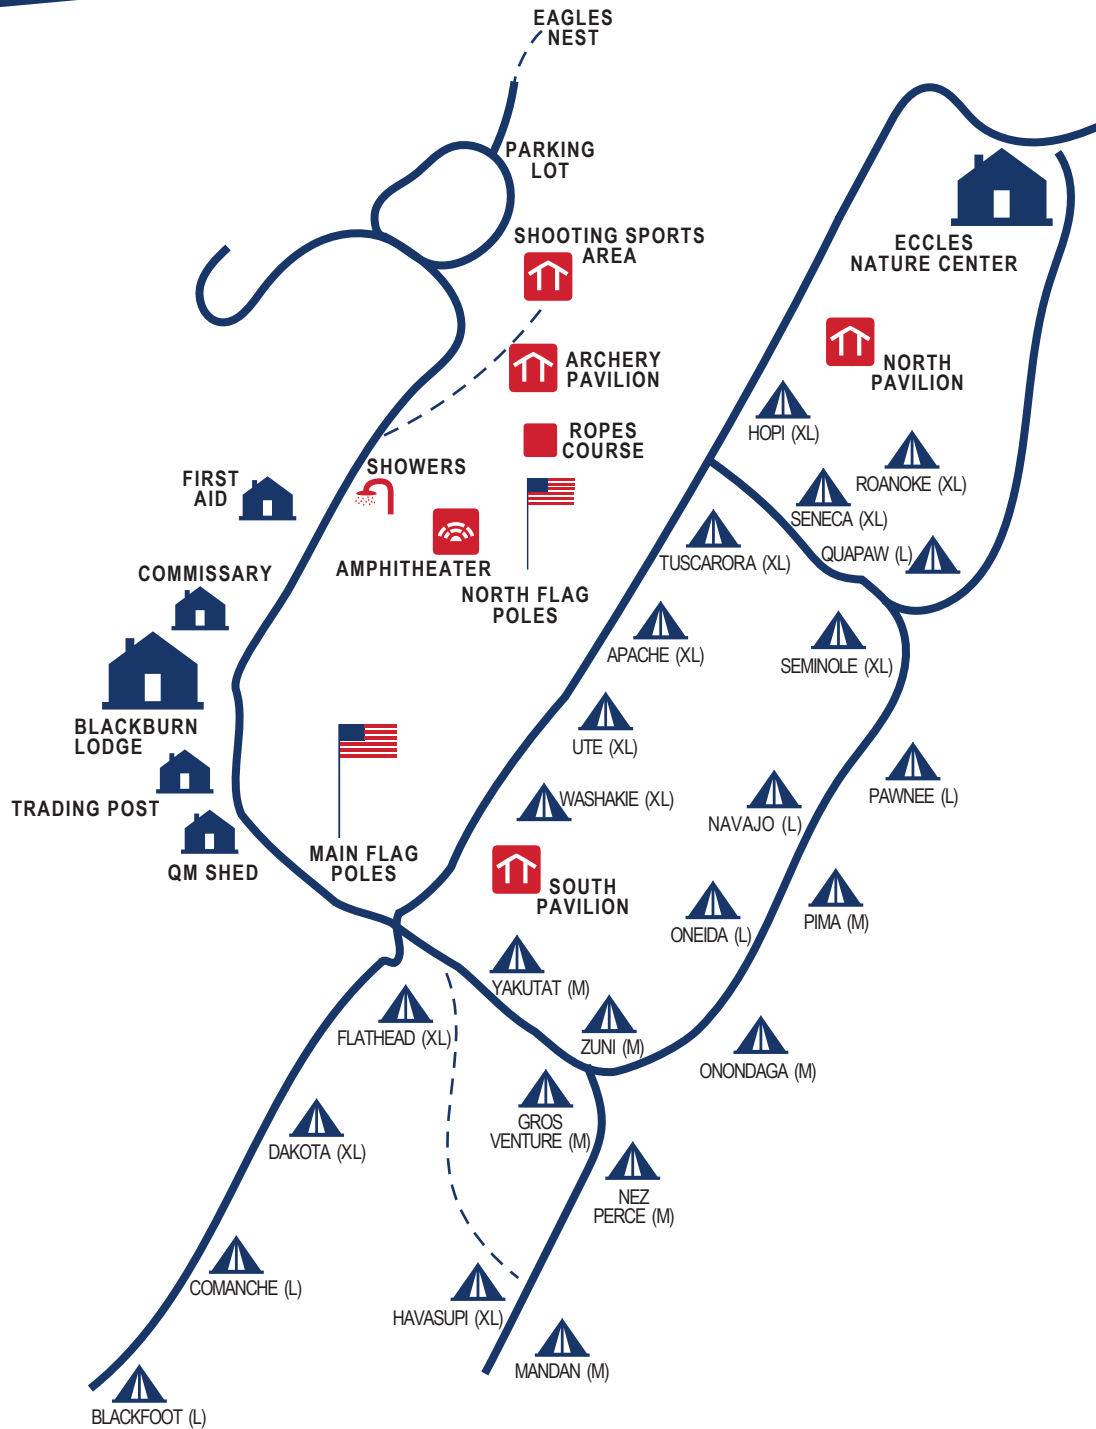 EAGLES
NEST
PARKING
LOT
SHOOTING SPORTS
AREA
ECCLES
NATURE CENTER
ARCHERY
PAVILION
NORTH
PAVILION
HOPI (XL)
ROPES
COURSE
SHOWERS
FIRST
AID
ROANOKE (XL)
SENECA (XL)
QUAPAW (L)
TUSCARORA (XL)
AMPHITHEATER
COMMISSARY
NORTH FLAG
POLES
APACHE (XL)
SEMINOLE (XL)
BLACKBURN
LODGE
UTE (XL)
TRADING POST
WASHAKIE (XL)
PAWNEE (L)
NAVAJO (L)
QM SHED
MAIN FLAG
POLES
SOUTH
PAVILION
PIMA (M)
ONEIDA (L)
YAKUTAT (M)
FLATHEAD (XL)
ZUNI (M)
ONONDAGA (M)
GROS
VENTURE (M)
DAKOTA (XL)
NEZ
PERCE (M)
COMANCHE (L)
HAVASUPI (XL)
MANDAN (M)
BLACKFOOT (L)